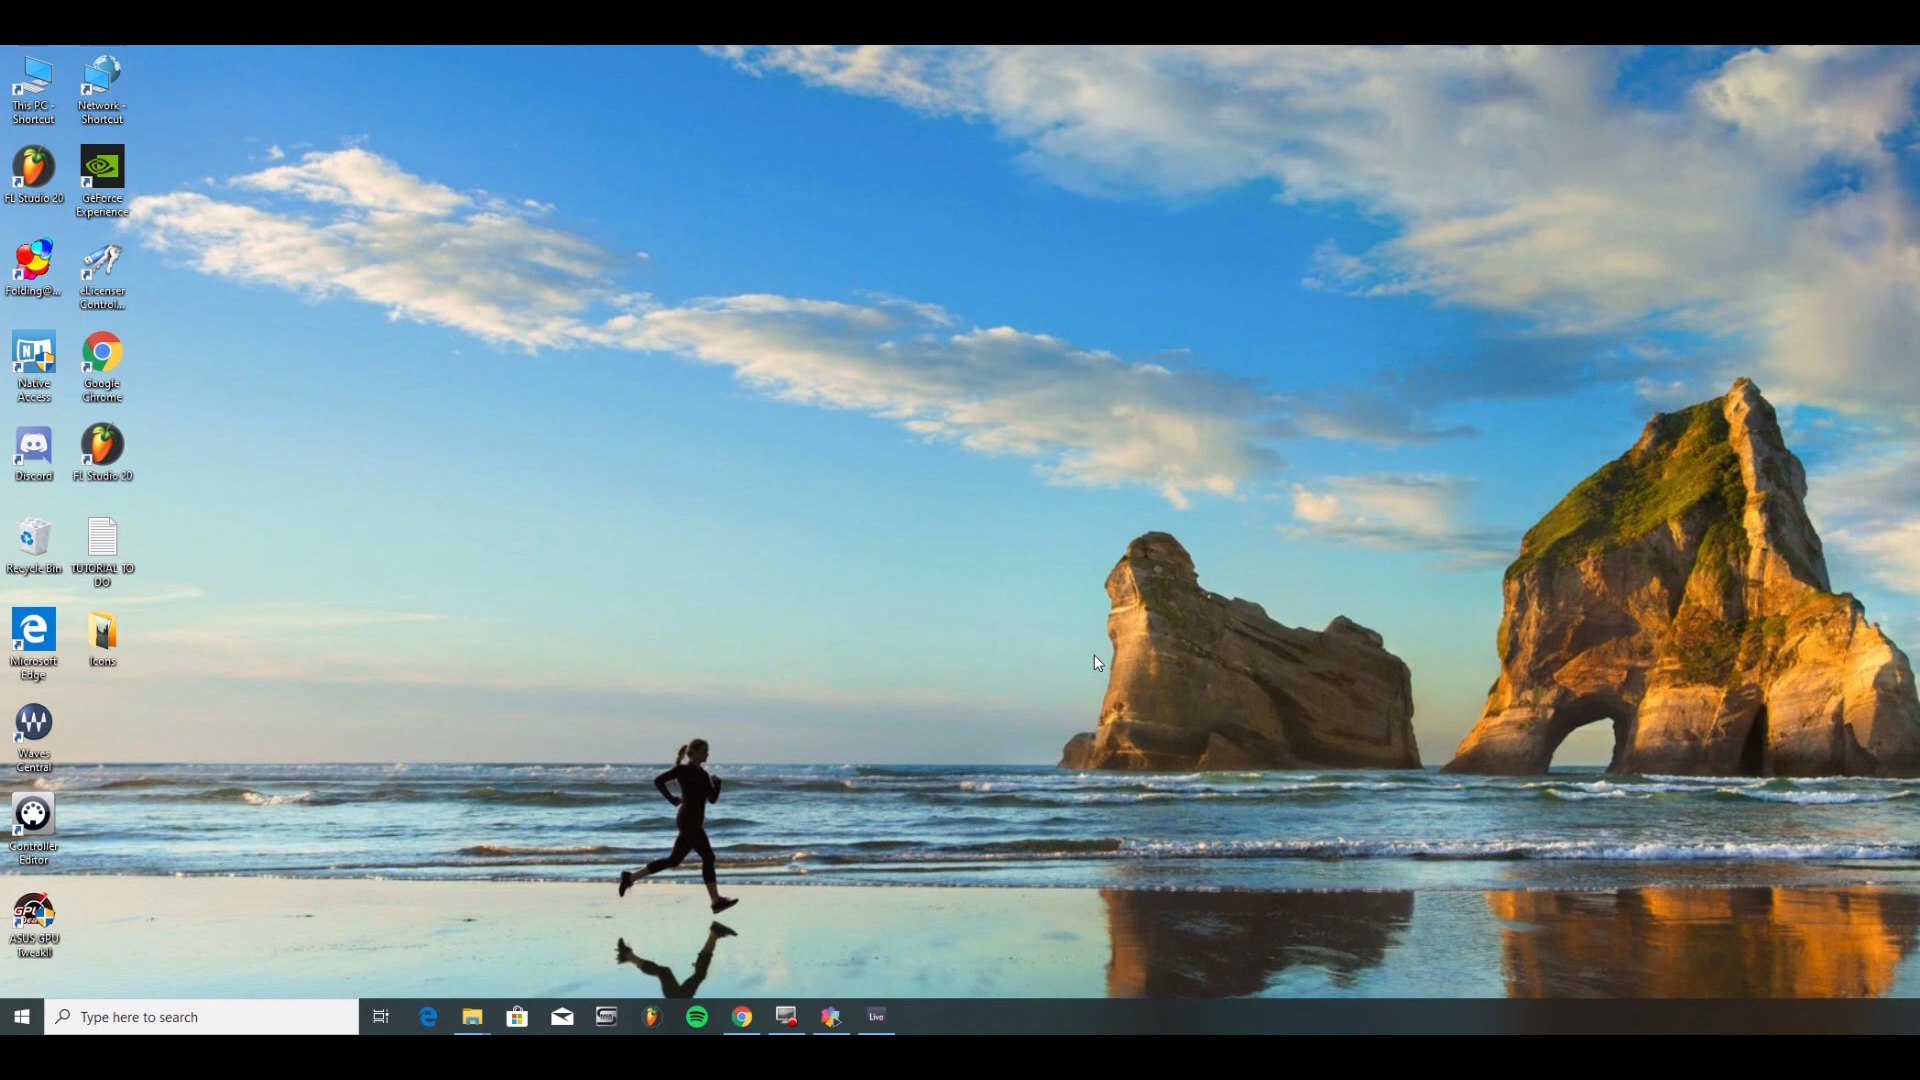 This PC -
Shortcut
Network -
Shortcut
FL Studio 20
GeForce
Experience
Folding@...
eLicenser
Control...
Native
Access
Google
Chrome
Discord
FL Studio 20
Recycle Bin
TUTORIAL TO
DO
Microsoft
Edge
Icons
Waves
Central
Controller
Editor
ASUS GPU
TweakII
Type here to search
Live